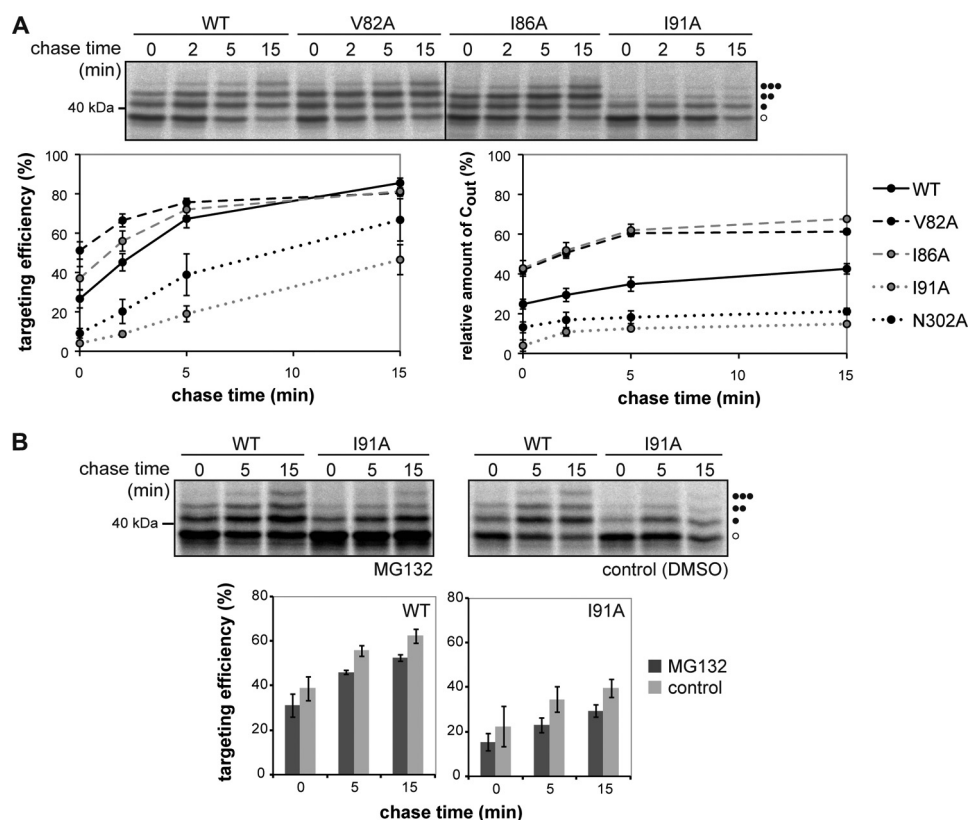 A
WT V82A I86A I91A
chase time 0 2 5 15 0 2 5 15 0 2 5 15 0 2 5 15
(min)
40 kDa
targeting efficiency (%)
100
80
60
40
20
0
0 5 10 15
chase time (min)
relative amount of COUT (%)
100
80
60
40
20
0
0 5 10 15
chase time (min)
WT
V82A
I86A
I91A
N302A
B
WT I91A WT I91A
chase time 0 5 15 0 5 15 0 5 15 0 5 15
(min)
40 kDa
MG132 control (DMSO)
targeting efficiency (%)
80
60
40
20
0
WT
0 5 15
80
60
40
20
0
I91A
0 5 15
MG132
control
chase time (min)